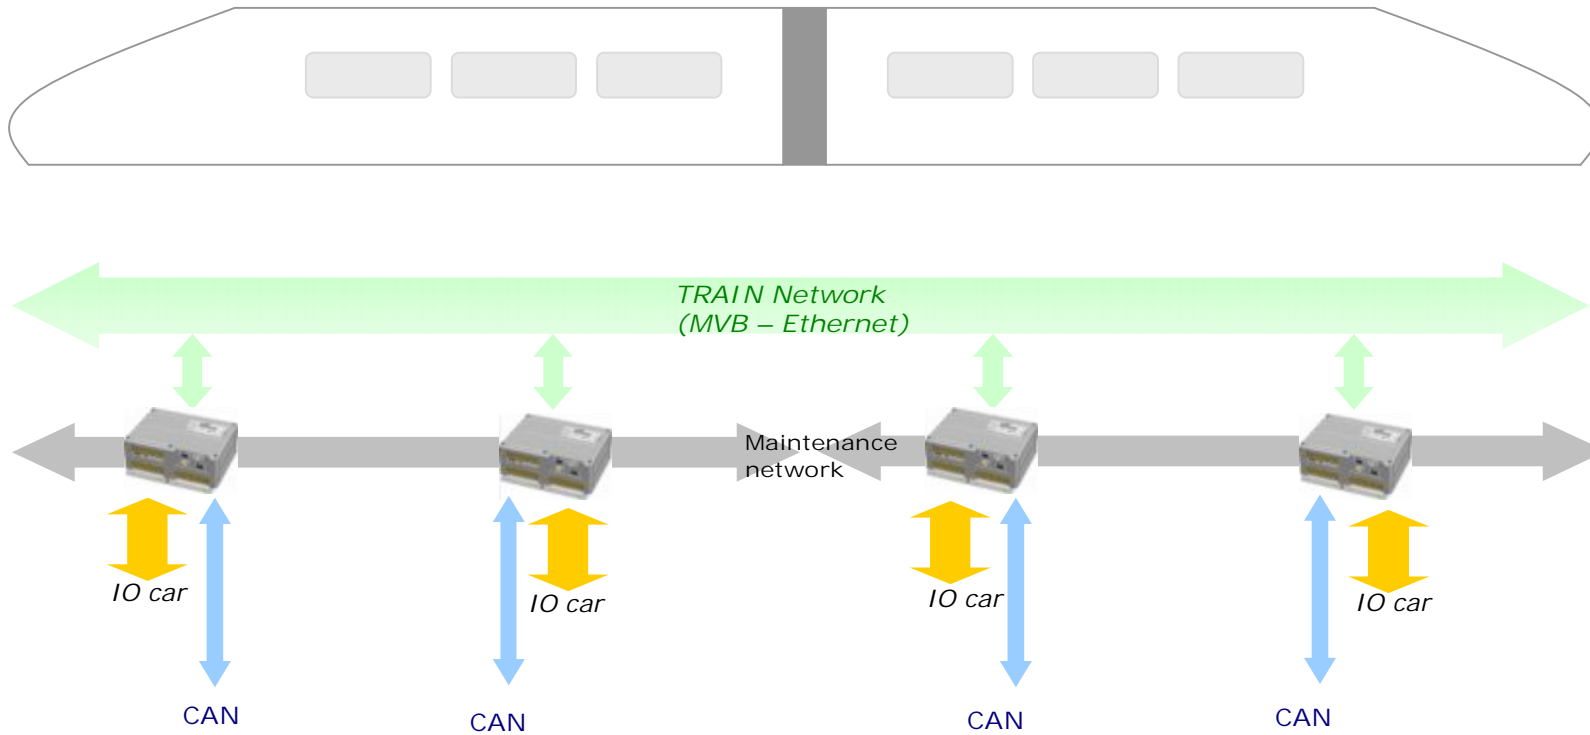 TRAIN Network
(MVB – Ethernet)
Maintenance
network
IO car
IO car
IO car
IO car
CAN
CAN
CAN
CAN